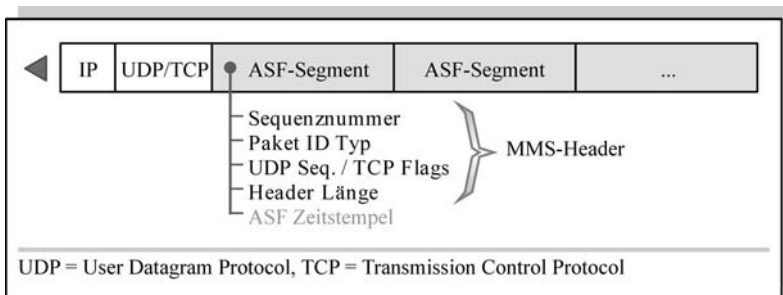 IP UDP/TCP ASF-Segment ASF-Segment ...
Sequenznummer
Paket ID Typ
UDP Seq. / TCP Flags
Header Länge
ASF Zeitstempel
MMS-Header
UDP = User Datagram Protocol, TCP = Transmission Control Protocol